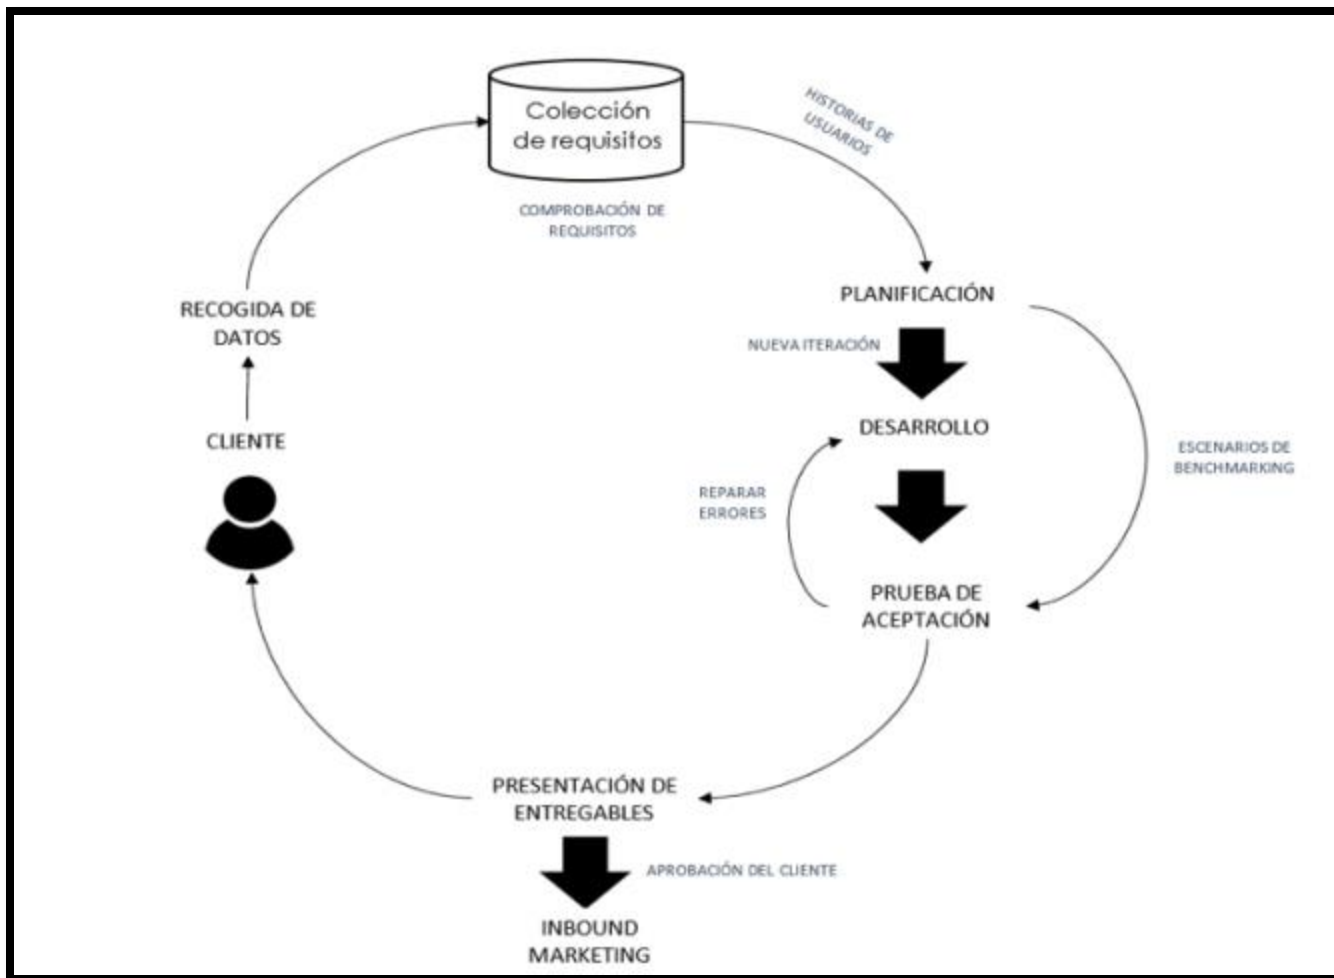 Colección
de requisitos
HISTORIAS DE
USUARIOS
COMPROBACIÓN DE
REQUISITOS
RECOGIDA DE
DATOS
PLANIFICACIÓN
NUEVA ITERACIÓN
CLIENTE
DESARROLLO
ESCENARIOS DE
BENCHMARKING
REPARAR
ERRORES
PRUEBA DE
ACEPTACIÓN
PRESENTACIÓN DE
ENTREGABLES
APROBACIÓN DEL CLIENTE
INBOUND
MARKETING